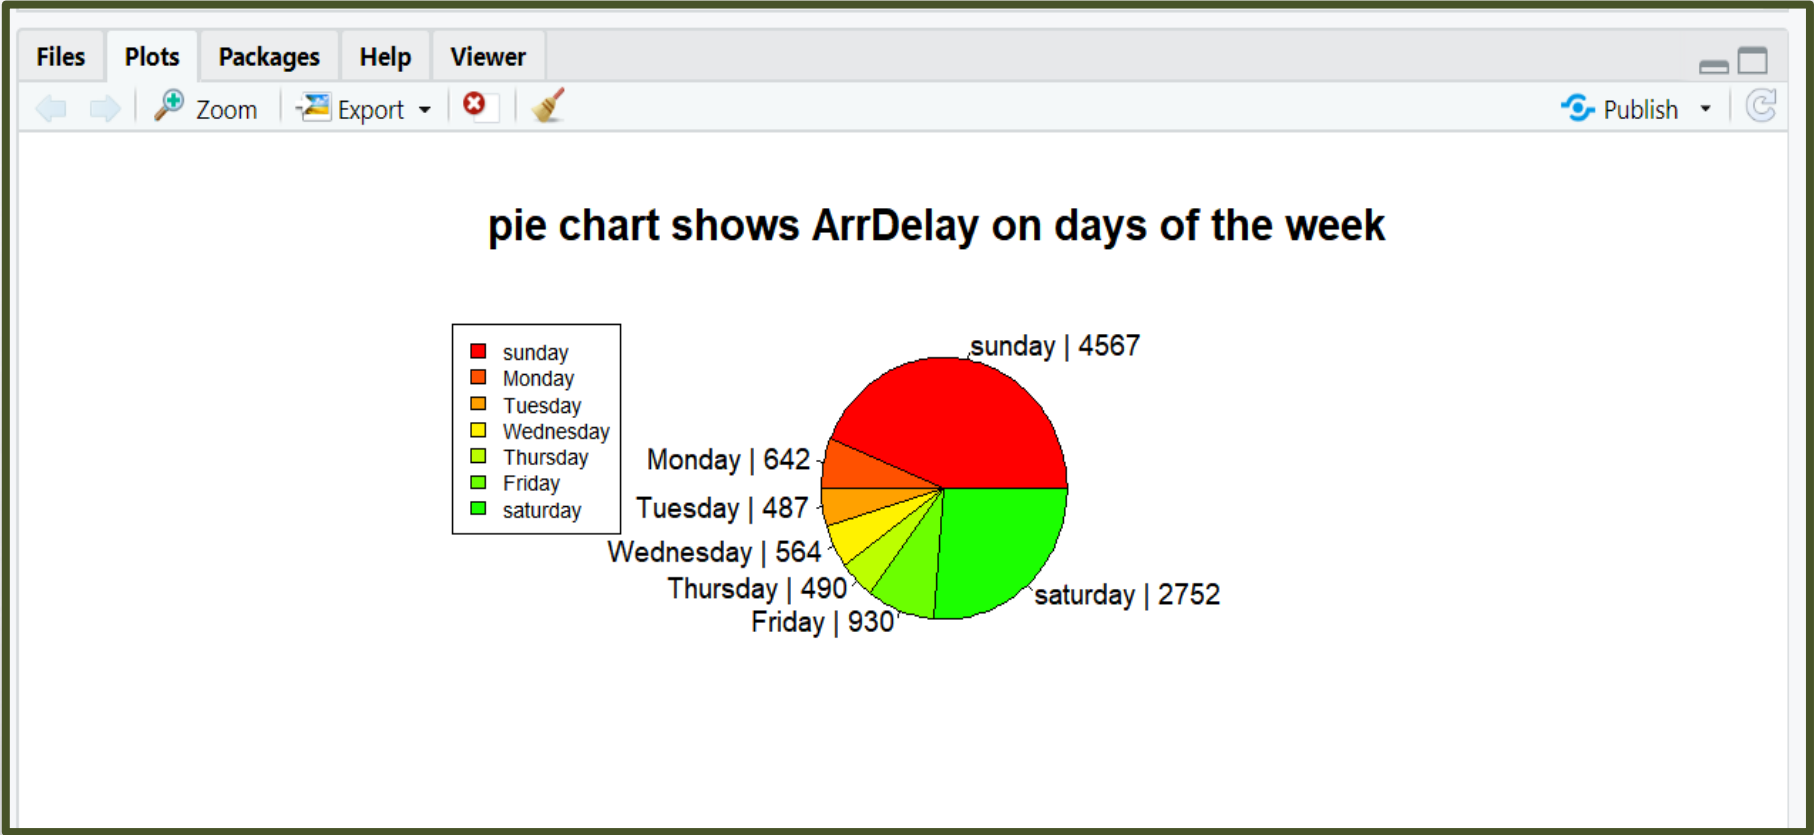 Files Plots Packages Help Viewer
Zoom Export Publish
pie chart shows ArrDelay on days of the week
sunday
Monday
Tuesday
Wednesday
Thursday
Friday
saturday
sunday | 4567
Monday | 642
Tuesday | 487
Wednesday | 564
Thursday | 490
Friday | 930
saturday | 2752